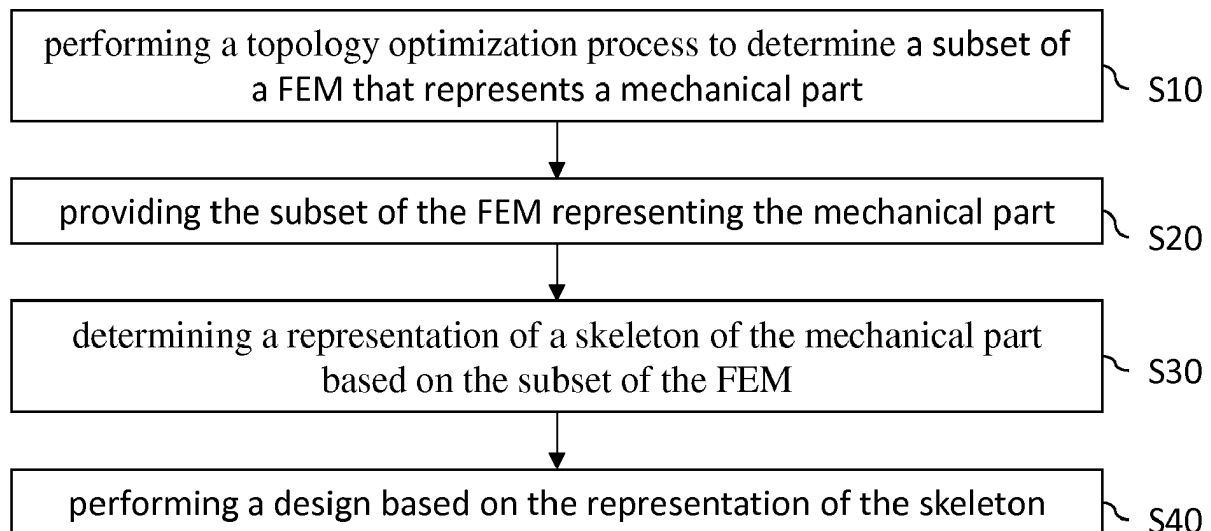 performing a topology optimization process to determine a subset of
a FEM that represents a mechanical part
S10
providing the subset of the FEM representing the mechanical part
S20
determining a representation of a skeleton of the mechanical part
based on the subset of the FEM
S30
performing a design based on the representation of the skeleton
S40